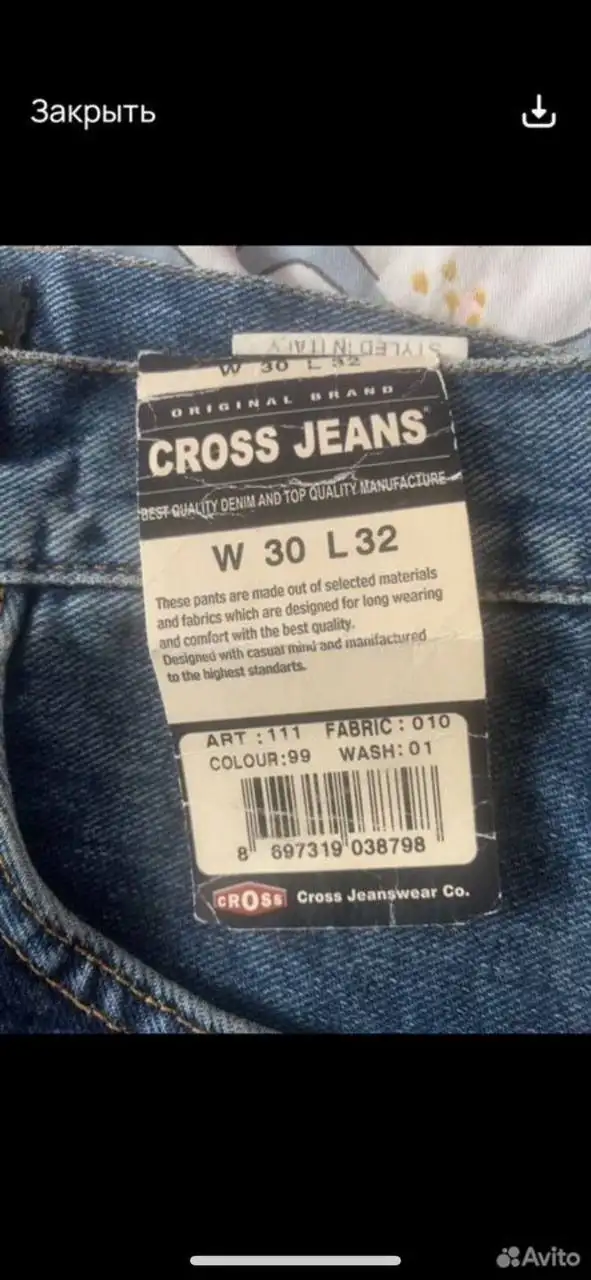 Закрыть
STYLED IN ITALY
W 30 L 32
ORIGINAL BRAND
CROSS JEANS®
BEST QUALITY DENIM AND TOP QUALITY MANUFACTURE
W 30 L 32
These pants are made out of selected materials
and fabrics which are designed for long wearing
and comfort with the best quality.
Designed with casual mind and manifactured
to the highest standarts.
ART : 111 FABRIC : 010
COLOUR:99 WASH: 01
8 697319 038798
CROSS Cross Jeanswear Co.
Avito